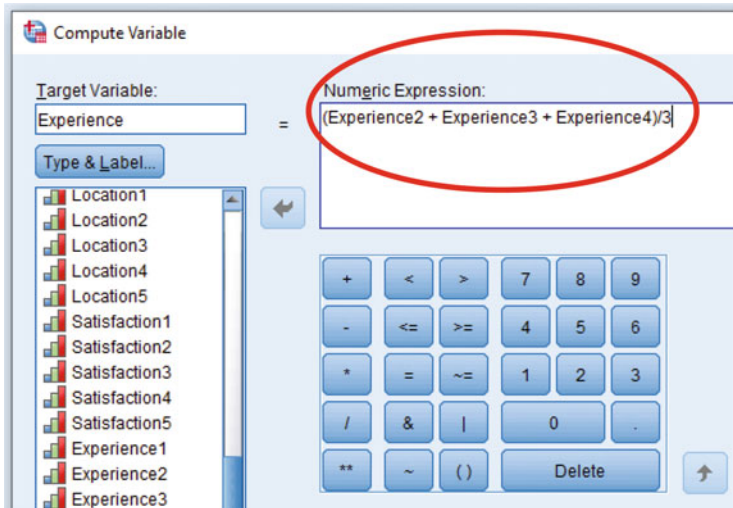 Compute Variable
Target Variable:
Experience
=
Numeric Expression:
(Experience2 + Experience3 + Experience4)/3
Type & Label...
Location1
Location2
Location3
Location4
Location5
Satisfaction1
Satisfaction2
Satisfaction3
Satisfaction4
Satisfaction5
Experience1
Experience2
Experience3
+ < > 7 8 9
- <= >= 4 5 6
* = ~= 1 2 3
/ & | 0 .
** ~ ( ) Delete